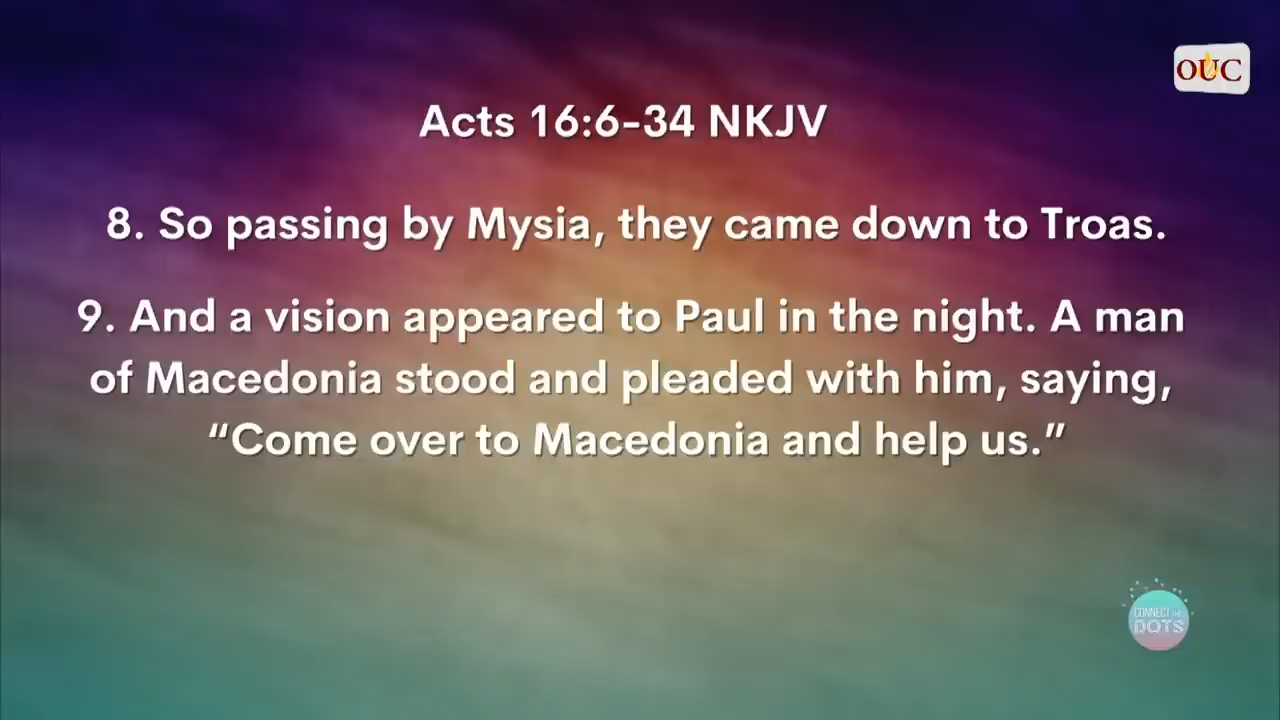 OUC
Acts 16:6-34 NKJV
8. So passing by Mysia, they came down to Troas.
9. And a vision appeared to Paul in the night. A man
of Macedonia stood and pleaded with him, saying,
“Come over to Macedonia and help us.”
CONNECT THE
DOTS